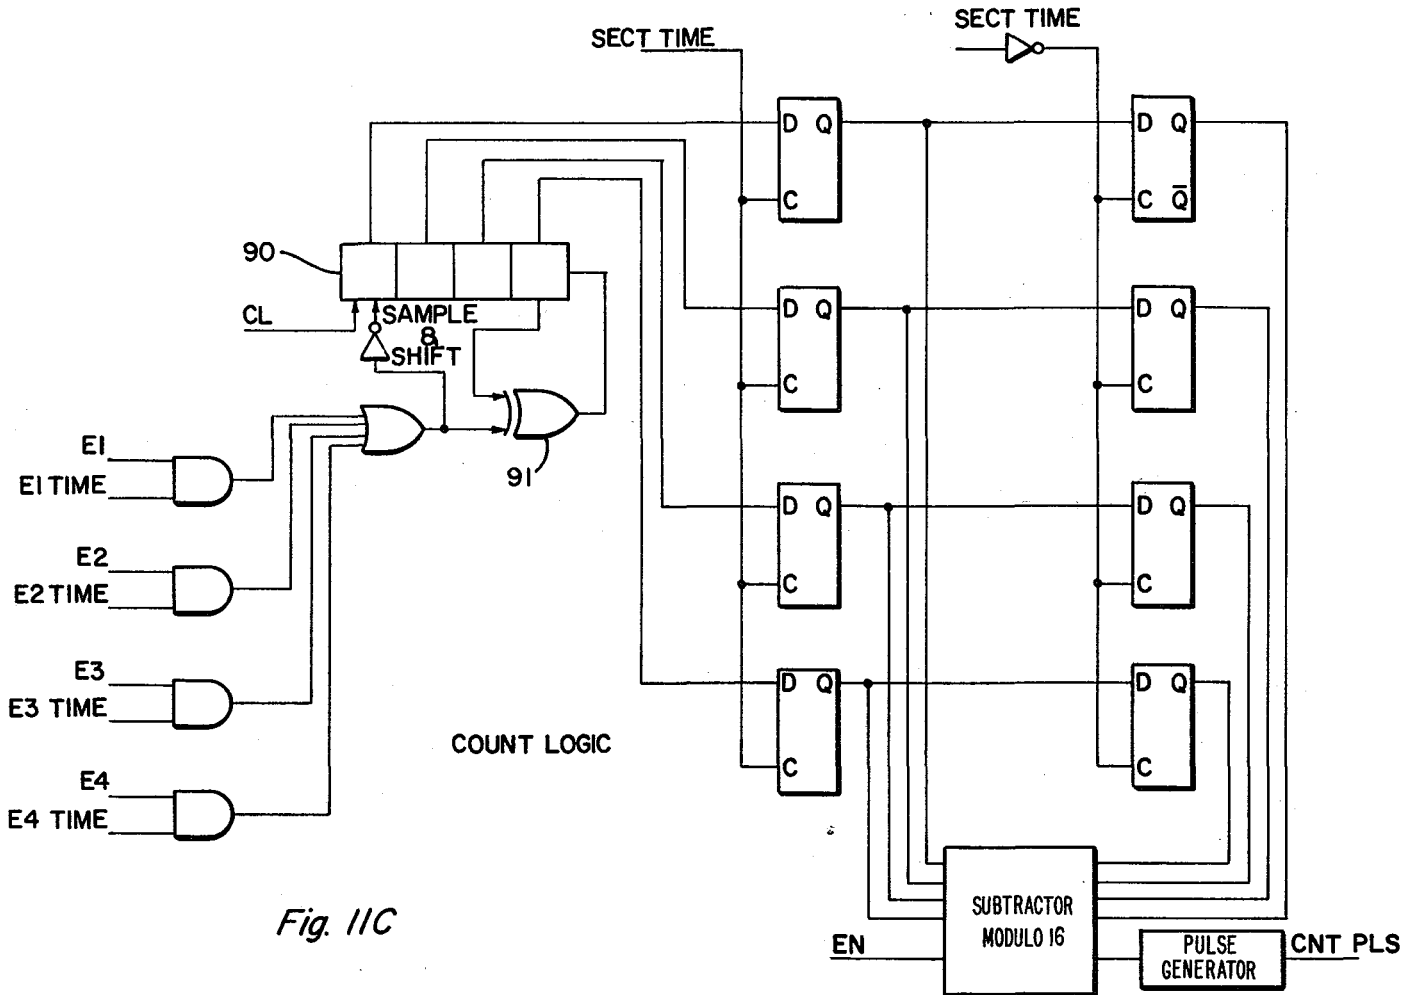 SECT TIME
SECT TIME
D Q
D Q
C
C Q̅
90
CL
SAMPLE
&
SHIFT
D Q
D Q
C
C
91
E1
E1 TIME
E2
E2 TIME
E3
E3 TIME
E4
E4 TIME
D Q
D Q
C
C
D Q
D Q
C
C
COUNT LOGIC
SUBTRACTOR
MODULO 16
EN
PULSE
GENERATOR
CNT PLS
Fig. 11C